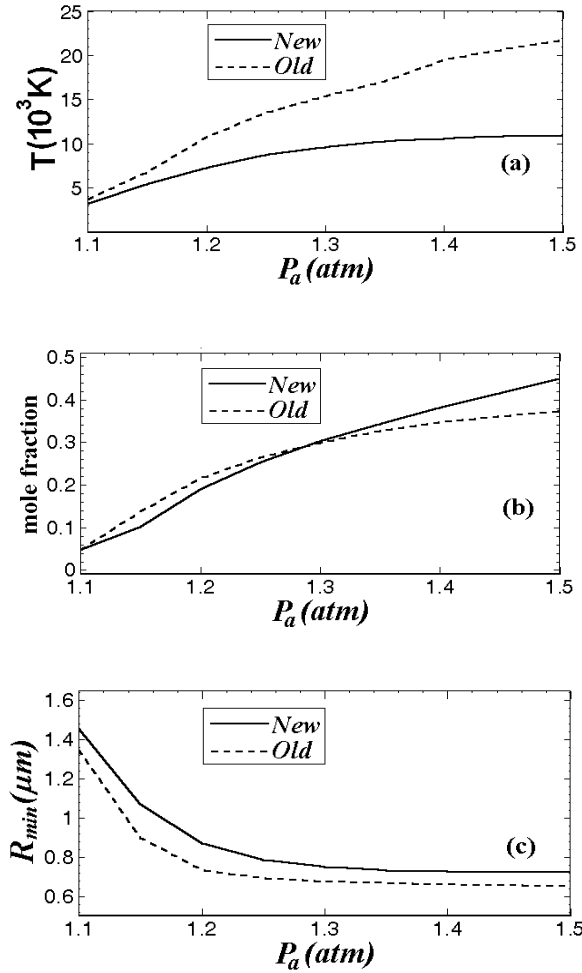 25
20
15
10
5
T(10³K)
New
Old
(a)
1.1 1.2 1.3 1.4 1.5
Pₐ(atm)
0.5
0.4
0.3
0.2
0.1
0
mole fraction
New
Old
(b)
1.1 1.2 1.3 1.4 1.5
Pₐ(atm)
1.6
1.4
1.2
1
0.8
0.6
R_min(μm)
New
Old
(c)
1.1 1.2 1.3 1.4 1.5
Pₐ(atm)